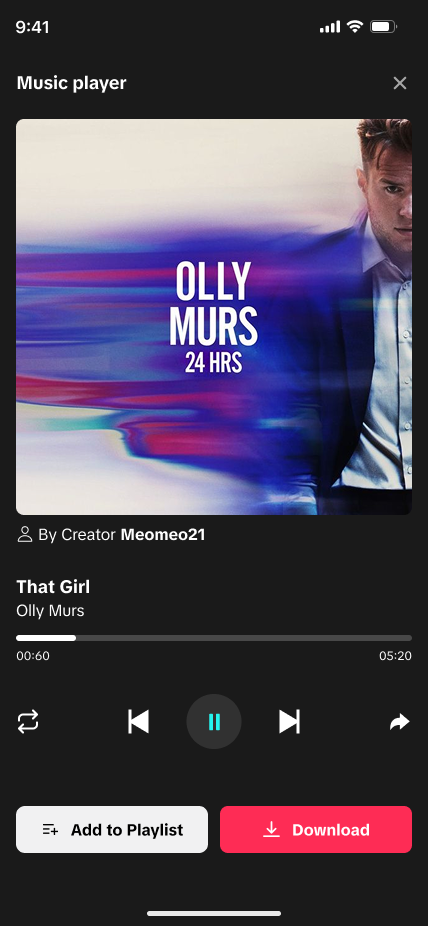 9:41
Music player
OLLY
MURS
24 HRS
By Creator Meomeo21
That Girl
Olly Murs
00:60 05:20
Add to Playlist Download